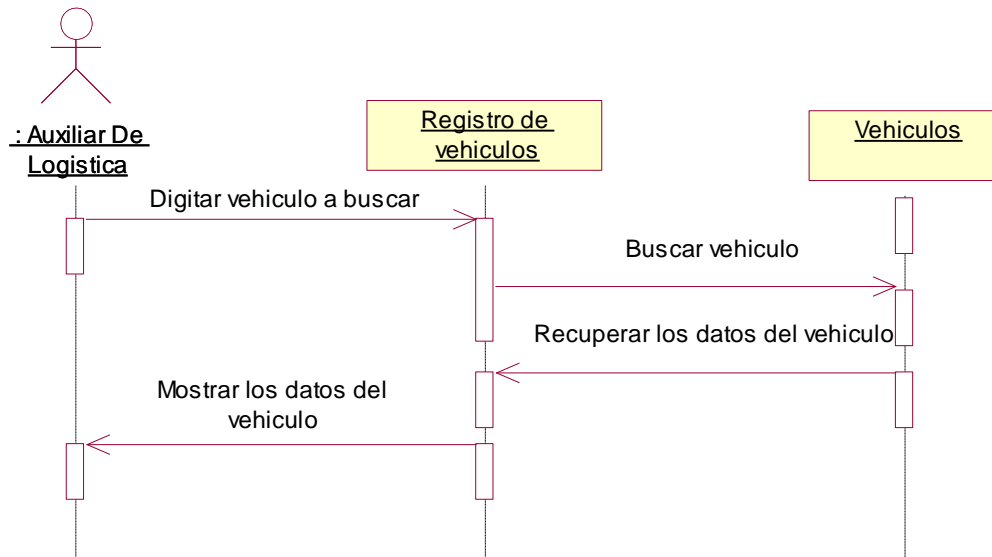 : Auxiliar De
Logistica
Registro de
vehiculos
Vehiculos
Digitar vehiculo a buscar
Buscar vehiculo
Recuperar los datos del vehiculo
Mostrar los datos del
vehiculo